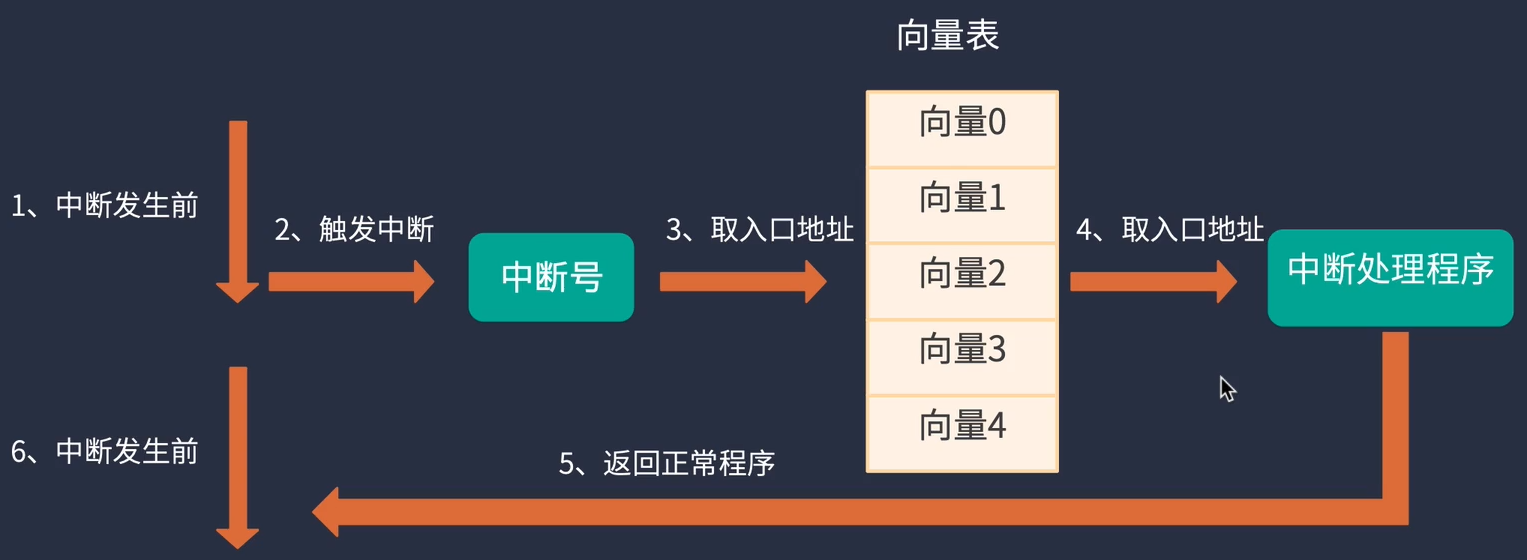 向量表
向量0
1、中断发生前
向量1
2、触发中断
3、取入口地址
4、取入口地址
中断号
向量2
中断处理程序
向量3
向量4
6、中断发生前
5、返回正常程序